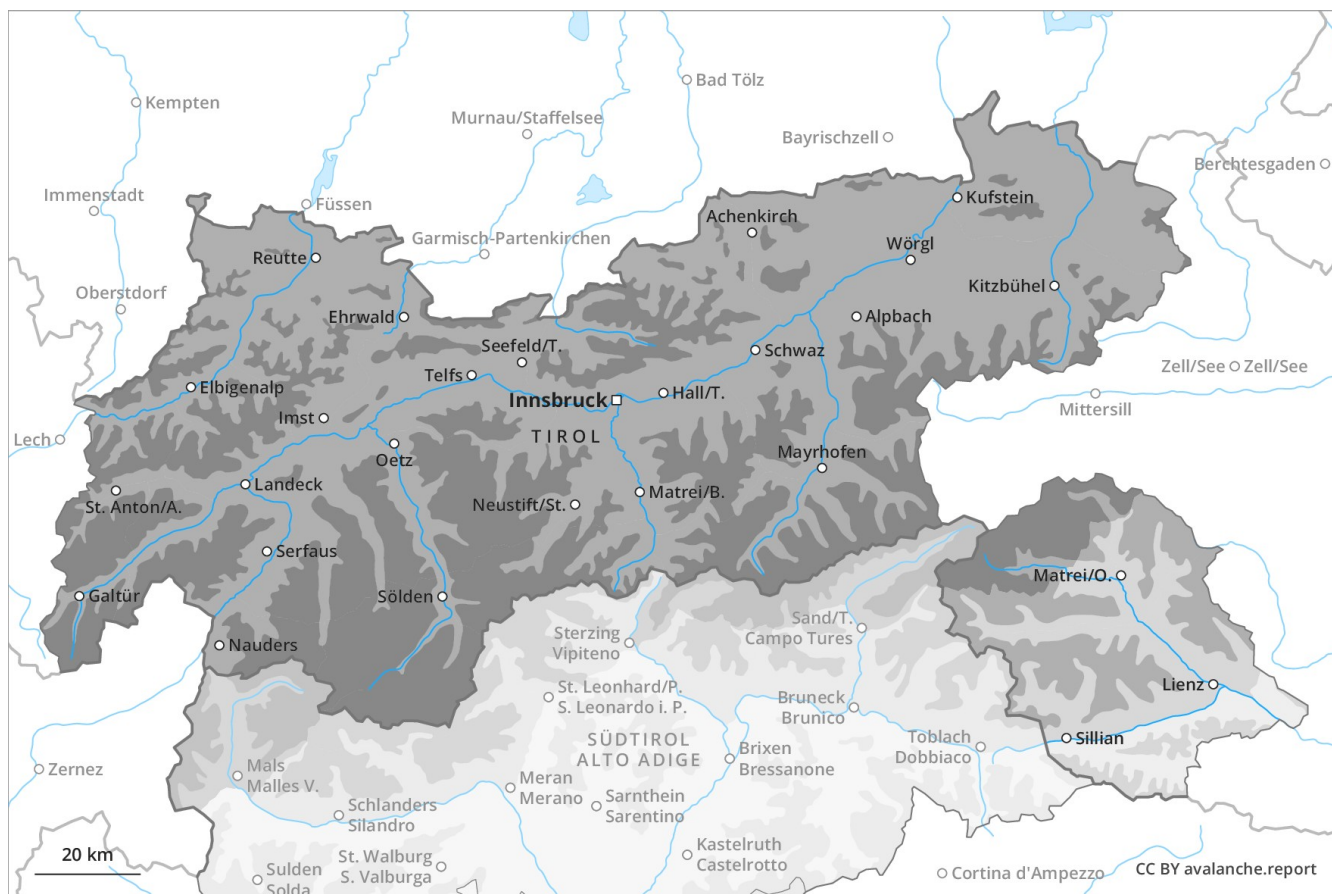 Kempten
Bad Tölz
Murnau/Staffelsee
Bayrischzell
Berchtesgaden
Immenstadt
Füssen
Kufstein
Achenkirch
Garmisch-Partenkirchen
Wörgl
Reutte
Kitzbühel
Oberstdorf
Ehrwald
Alpbach
Seefeld/T.
Schwaz
Zell/See
Zell/See
Telfs
Elbigenalp
Innsbruck
Hall/T.
Mittersill
Imst
TIROL
Lech
Oetz
Mayrhofen
Landeck
St. Anton/A.
Neustift/St.
Matrei/B.
Serfaus
Matrei/O.
Galtür
Sölden
Sand/T.
Campo Tures
Sterzing
Vipiteno
Nauders
Lienz
St. Leonhard/P.
S. Leonardo i. P.
Bruneck
Brunico
Sillian
SÜDTIROL
ALTO ADIGE
Toblach
Dobbiaco
Brixen
Bressanone
Zernez
Mals
Malles V.
Meran
Merano
Schlanders
Silandro
Sarnthein
Sarentino
20 km
Kastelruth
Castelrotto
St. Walburg
S. Valburga
Sulden
Solda
Cortina d'Ampezzo
CC BY avalanche.report